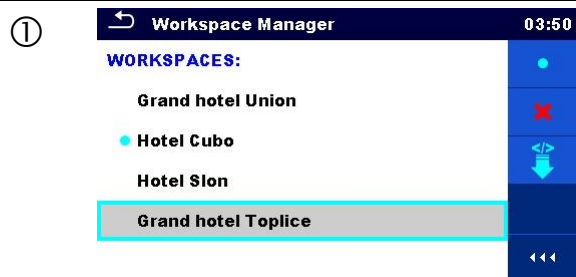 ①
Workspace Manager 03:50
WORKSPACES:
Grand hotel Union
Hotel Cubo
Hotel Slon
Grand hotel Toplice